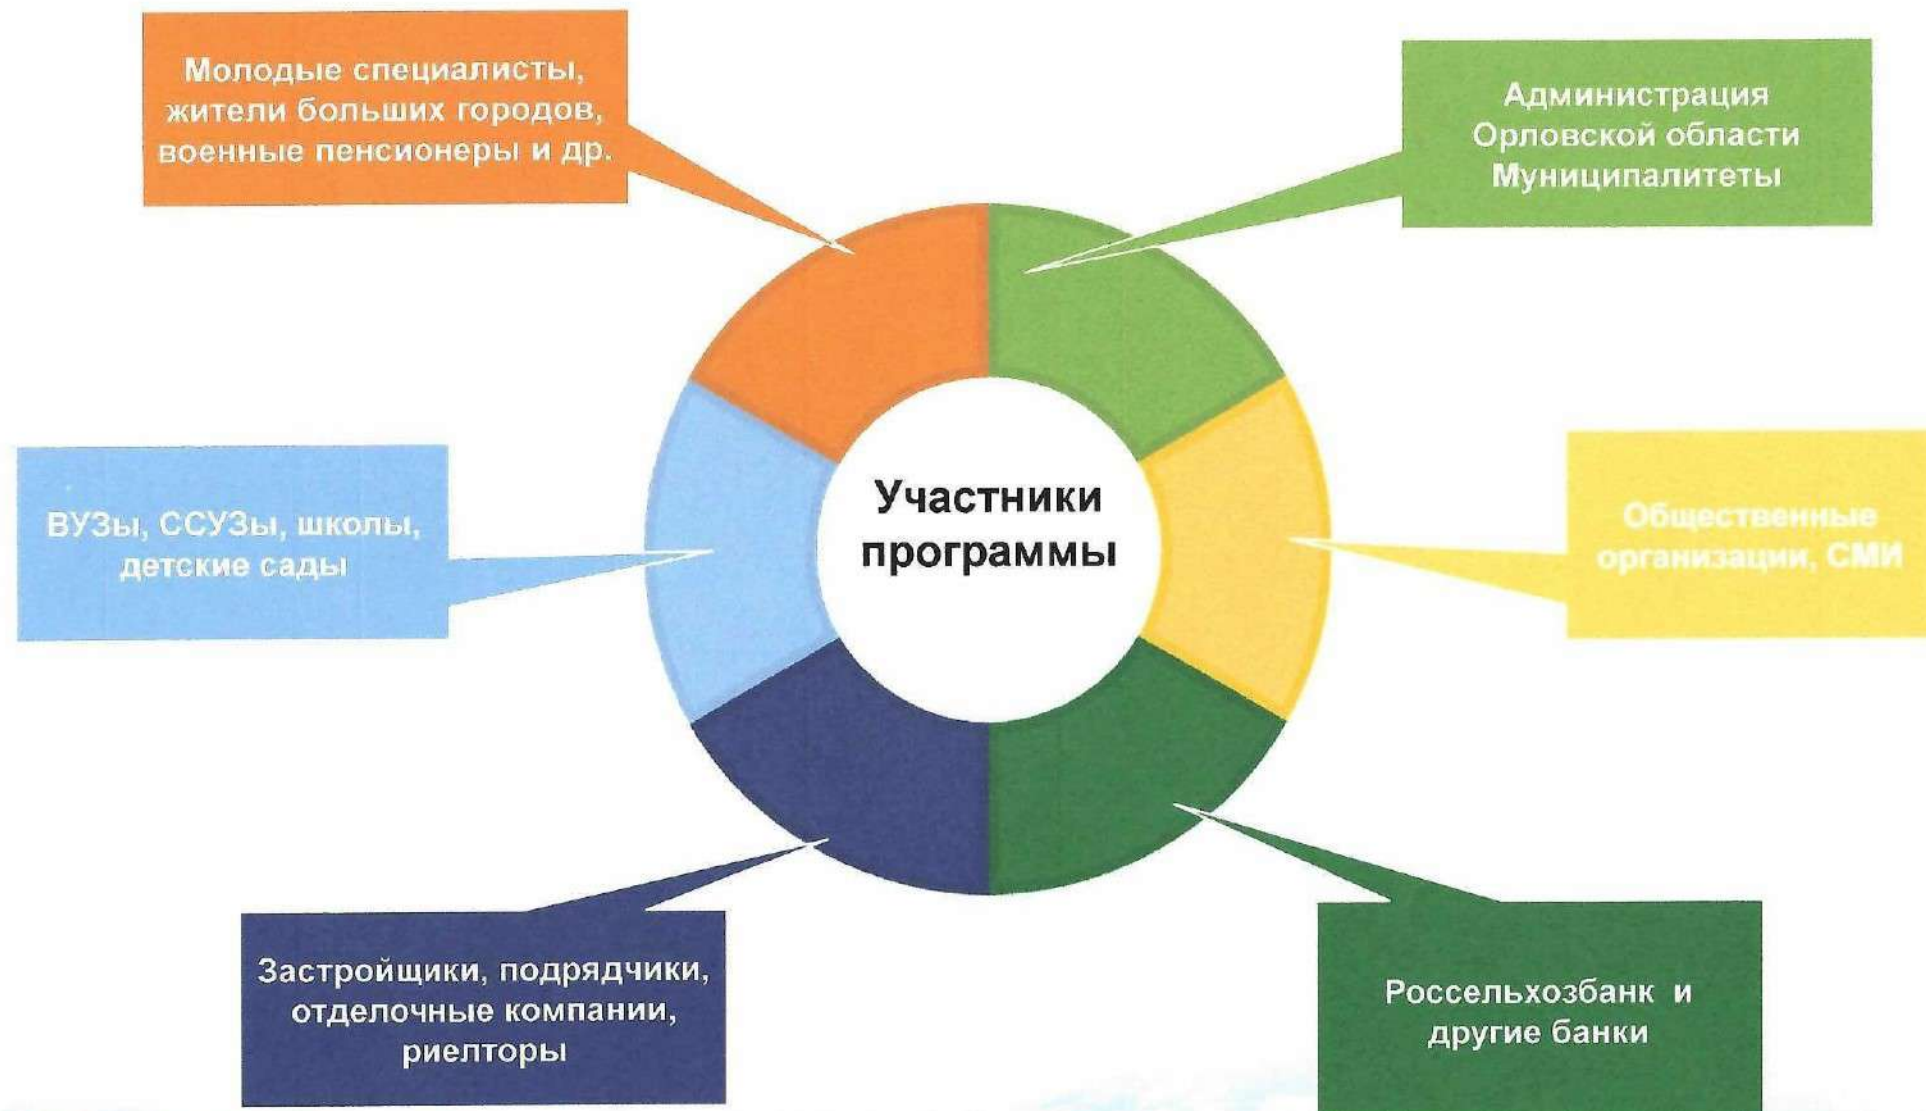 Молодые специалисты,
жители больших городов,
военные пенсионеры и др.
Администрация
Орловской области
Муниципалитеты
ВУЗы, ССУЗы, школы,
детские сады
Участники
программы
Общественные
организации, СМИ
Застройщики, подрядчики,
отделочные компании,
риелторы
Россельхозбанк и
другие банки